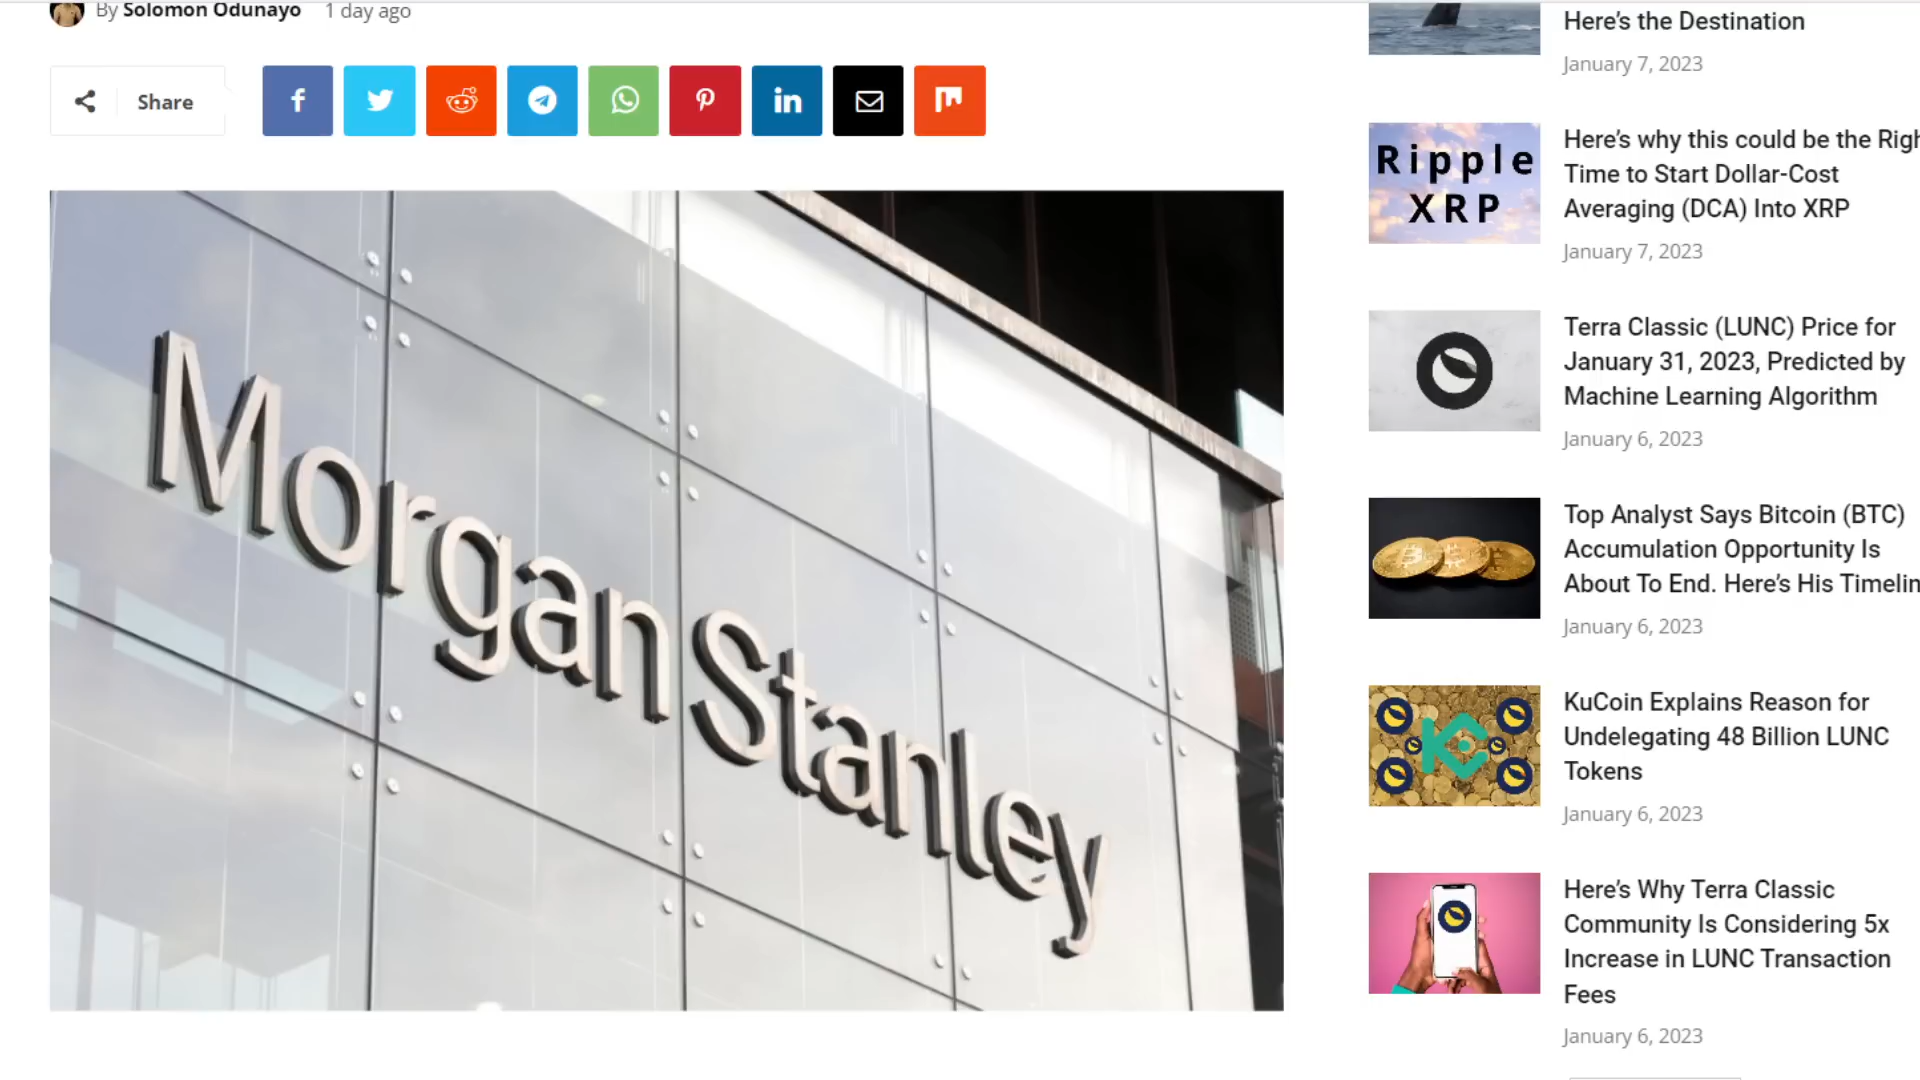 By Solomon Odunayo 1 day ago
Share
Morgan Stanley
Here's the Destination
January 7, 2023
Ripple
XRP
Here's why this could be the
Time to Start Dollar-Cost
Averaging (DCA) Into XRP
January 7, 2023
Terra Classic (LUNC) Price for
January 31, 2023, Predicted by
Machine Learning Algorithm
January 6, 2023
Top Analyst Says Bitcoin (BTC)
Accumulation Opportunity Is
About To End. Here's His
January 6, 2023
KuCoin Explains Reason for
Undelegating 48 Billion LUNC
Tokens
January 6, 2023
Here's Why Terra Classic
Community Is Considering 5x
Increase in LUNC Transaction
Fees
January 6, 2023